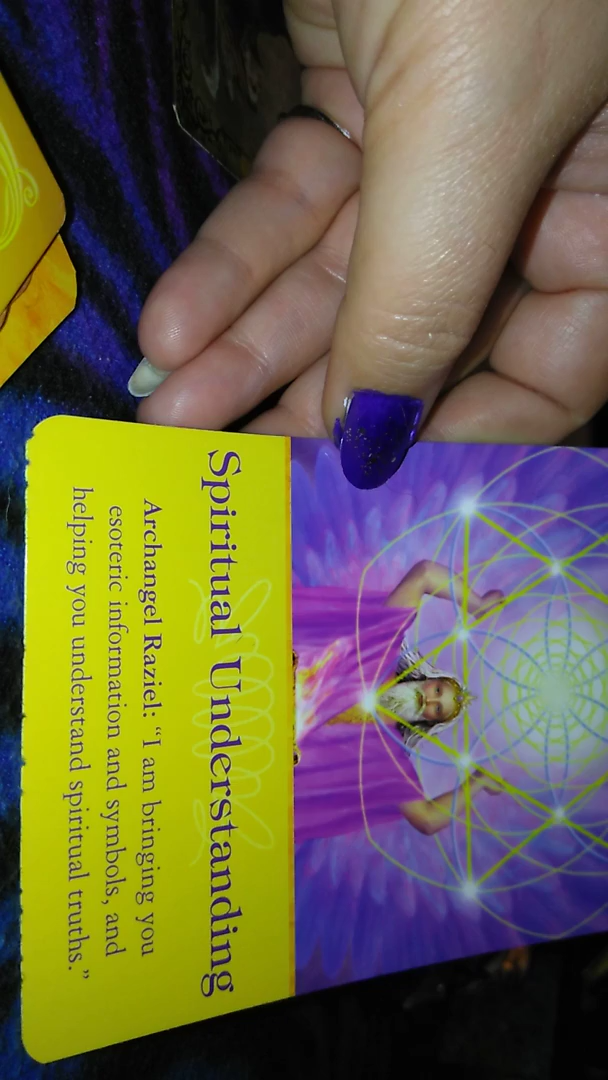 Spiritual Understanding
Archangel Raziel: “I am bringing you
esoteric information and symbols, and
helping you understand spiritual truths.”